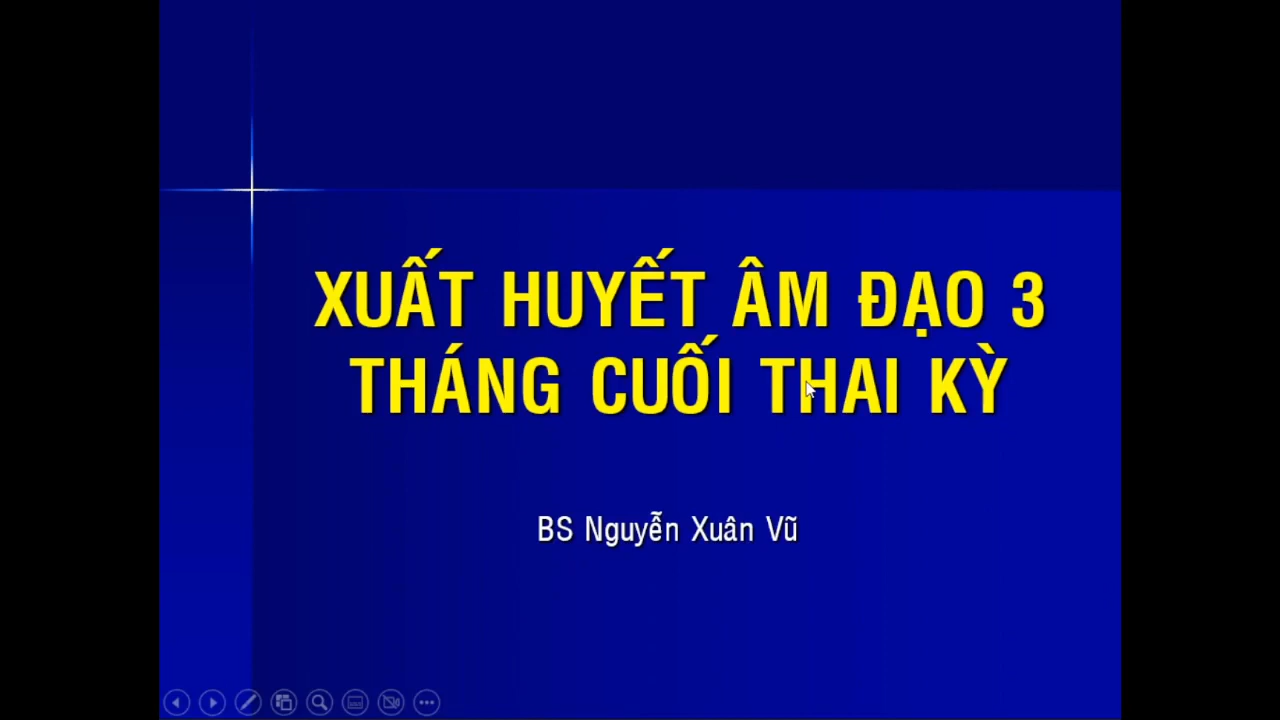 XUẤT HUYẾT ÂM ĐẠO 3
THÁNG CUỐI THAI KỲ
BS Nguyễn Xuân Vũ